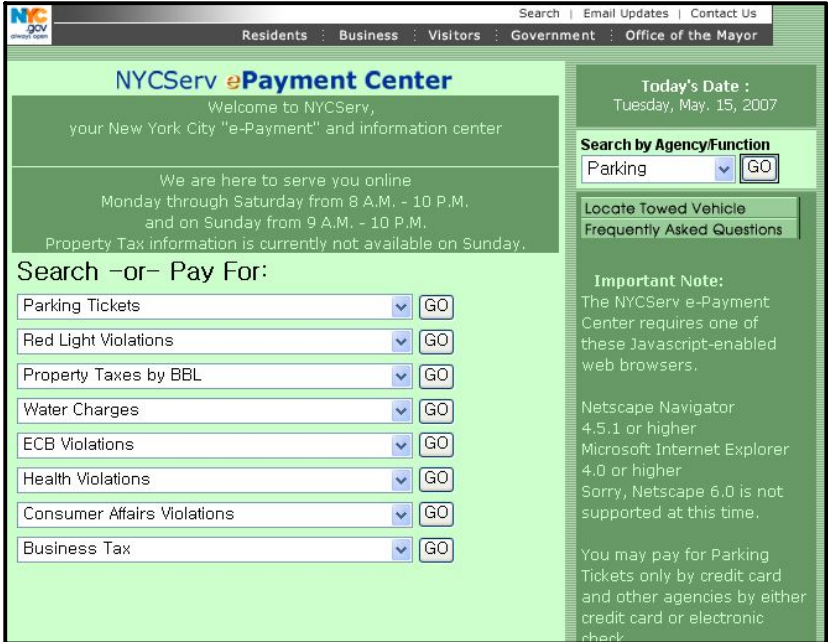 NYC
.gov
always open
Search | Email Updates | Contact Us
Residents : Business : Visitors : Government : Office of the Mayor
NYCServ ePayment Center
Welcome to NYCServ,
your New York City "e-Payment" and information center
We are here to serve you online
Monday through Saturday from 8 A.M. - 10 P.M.
and on Sunday from 9 A.M. - 10 P.M.
Property Tax information is currently not available on Sunday.
Search -or- Pay For:
Parking Tickets GO
Red Light Violations GO
Property Taxes by BBL GO
Water Charges GO
ECB Violations GO
Health Violations GO
Consumer Affairs Violations GO
Business Tax GO
Today's Date :
Tuesday, May. 15, 2007
Search by Agency/Function
Parking GO
Locate Towed Vehicle
Frequently Asked Questions
Important Note:
The NYCServ e-Payment
Center requires one of
these Javascript-enabled
web browsers.
Netscape Navigator
4.5.1 or higher
Microsoft Internet Explorer
4.0 or higher
Sorry, Netscape 6.0 is not
supported at this time.
You may pay for Parking
Tickets only by credit card
and other agencies by either
credit card or electronic
check